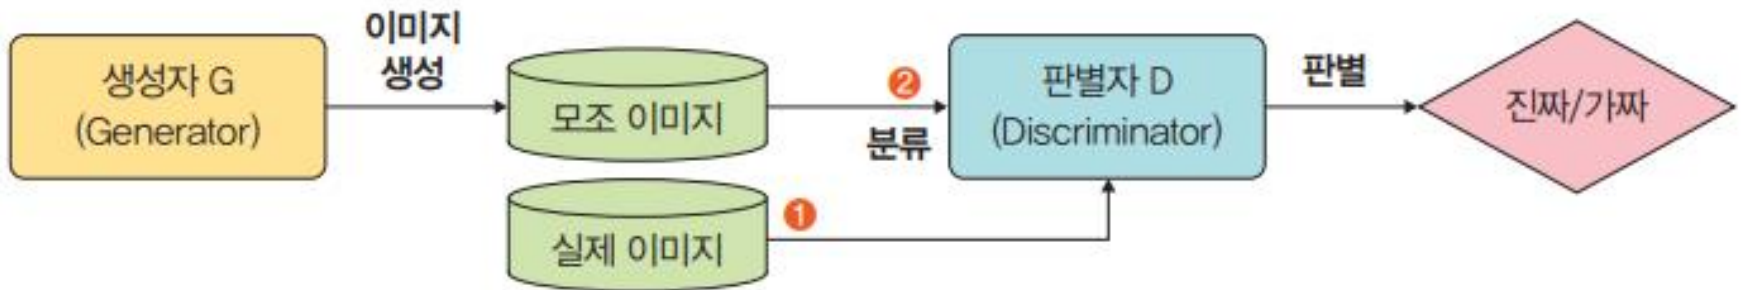 생성자 G
(Generator)
이미지
생성
모조 이미지
실제 이미지
❶
❷
분류
판별자 D
(Discriminator)
판별
진짜/가짜